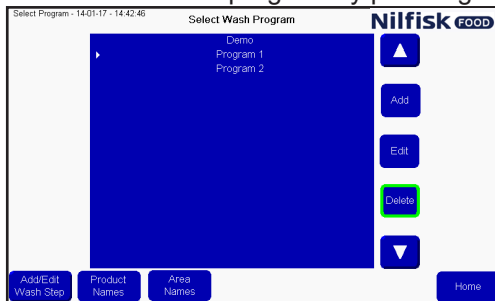 Select Program - 14-01-17 - 14:42:46
Select Wash Program
Nilfisk FOOD
Demo
Program 1
Program 2
Add
Edit
Delete
Add/Edit
Wash Step
Product
Names
Area
Names
Home